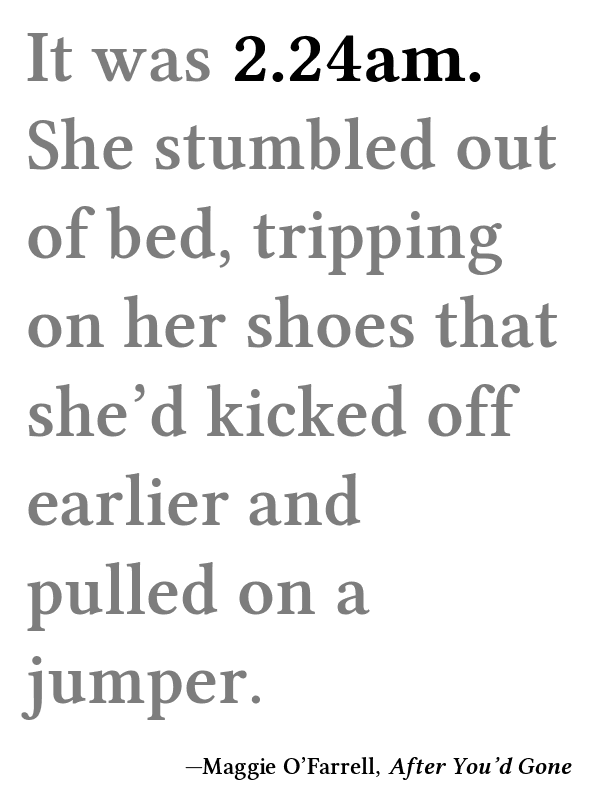 It was 2.24am.
She stumbled out
of bed, tripping
on her shoes that
she’d kicked off
earlier and
pulled on a
jumper.
—Maggie O’Farrell, After You’d Gone